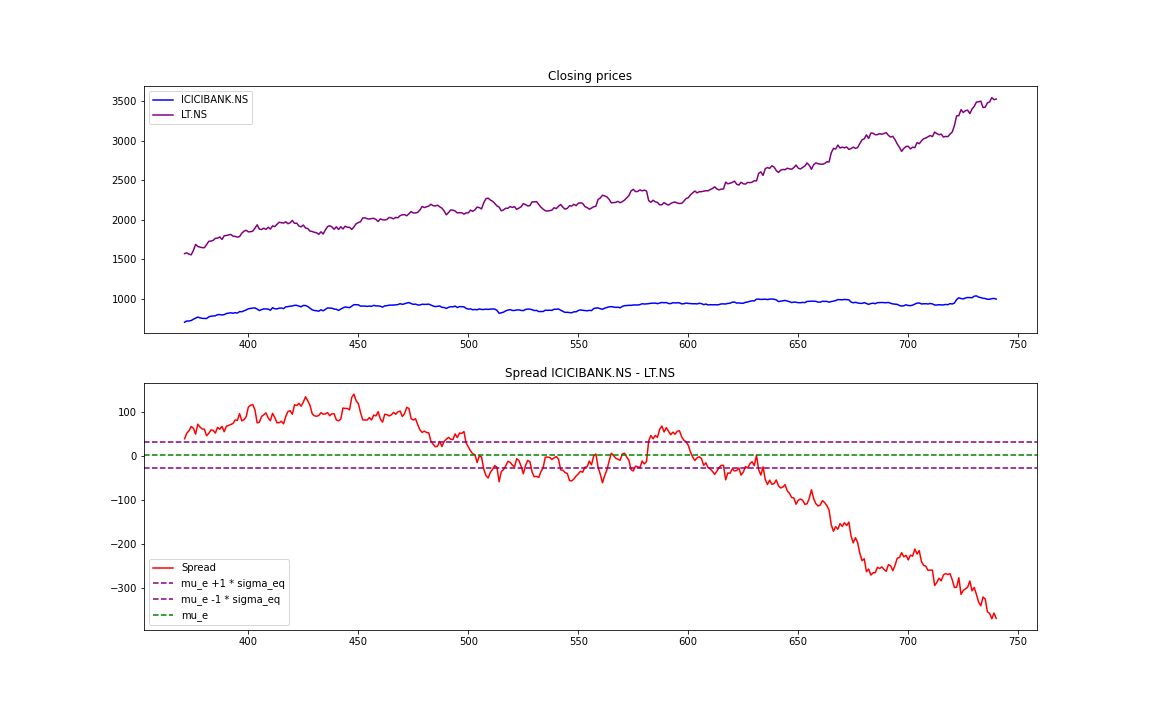 Closing prices
ICICIBANK.NS
LT.NS
3500
3000
2500
2000
1500
1000
400 450 500 550 600 650 700 750
Spread ICICIBANK.NS - LT.NS
100
0
−100
−200
−300
Spread
mu_e +1 * sigma_eq
mu_e -1 * sigma_eq
mu_e
400 450 500 550 600 650 700 750